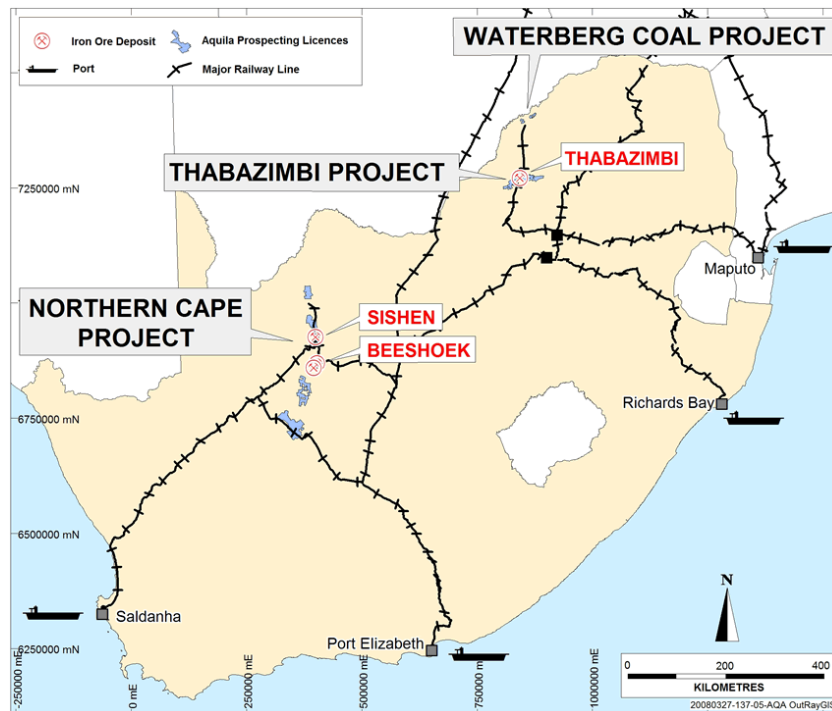 Iron Ore Deposit
Aquila Prospecting Licences
Port
Major Railway Line
WATERBERG COAL PROJECT
THABAZIMBI PROJECT
THABAZIMBI
7250000 mN
Maputo
NORTHERN CAPE
PROJECT
SISHEN
BEESHOEK
Richards Bay
6750000 mN
6500000 mN
N
Saldanha
Port Elizabeth
6250000 mN
-250000 mE
0 mE
250000 mE
500000 mE
750000 mE
1000000 mE
0 200 400
KILOMETRES
20080327-137-05-AQA OutRayGIS